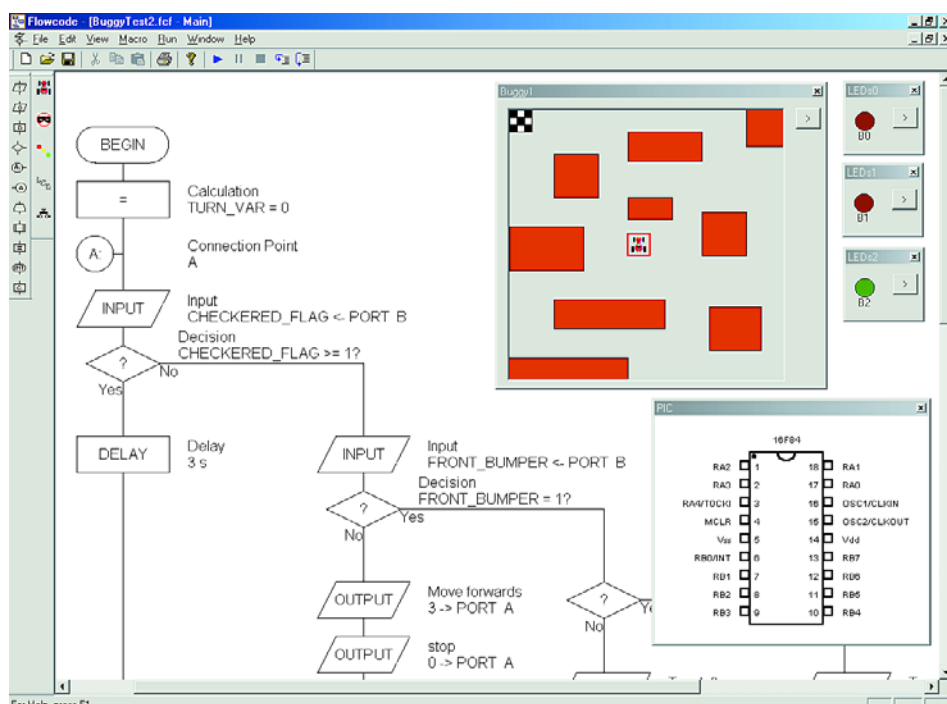 Flowcode - [BuggyTest2.fcf - Main]
File Edit View Macro Run Window Help
BEGIN
=
Calculation
TURN_VAR = 0
A:
Connection Point
A
INPUT
Input
CHECKERED_FLAG <- PORT B
?
Decision
CHECKERED_FLAG >= 1?
No
Yes
DELAY
Delay
3 s
INPUT
Input
FRONT_BUMPER <- PORT B
?
Decision
FRONT_BUMPER = 1?
Yes
No
OUTPUT
Move forwards
3 -> PORT A
OUTPUT
stop
0 -> PORT A
?
No
Buggy1
>
LEDs0
>
B0
LEDs1
>
B1
LEDs2
>
B2
PIC
16F84
RA2 1 18 RA1
RA3 2 17 RA0
RA4/TOCKI 3 16 OSC1/CLKIN
MCLR 4 15 OSC2/CLKOUT
Vss 5 14 Vdd
RB0/INT 6 13 RB7
RB1 7 12 RB6
RB2 8 11 RB5
RB3 9 10 RB4